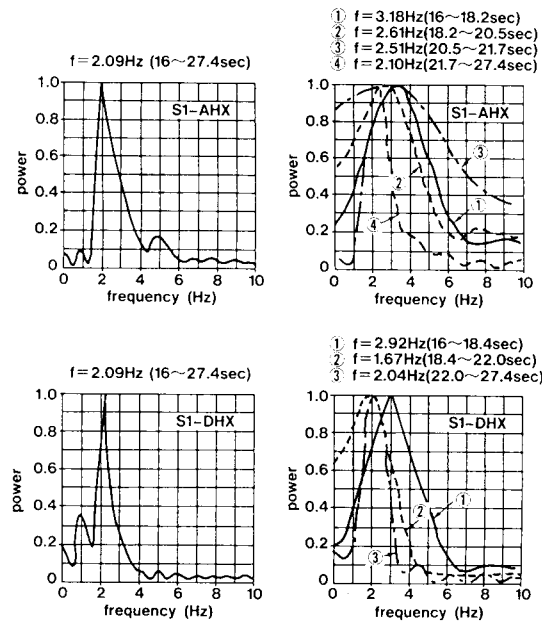 f=2.09Hz (16~27.4sec)
S1-AHX
power
1.0
0.8
0.6
0.4
0.2
0
0 2 4 6 8 10
frequency (Hz)
① f=3.18Hz(16~18.2sec)
② f=2.61Hz(18.2~20.5sec)
③ f=2.51Hz(20.5~21.7sec)
④ f=2.10Hz(21.7~27.4sec)
S1-AHX
power
1.0
0.8
0.6
0.4
0.2
0
③
②
①
④
0 2 4 6 8 10
frequency (Hz)
f=2.09Hz (16~27.4sec)
S1-DHX
power
1.0
0.8
0.6
0.4
0.2
0
0 2 4 6 8 10
frequency (Hz)
① f=2.92Hz(16~18.4sec)
② f=1.67Hz(18.4~22.0sec)
③ f=2.04Hz(22.0~27.4sec)
S1-DHX
power
1.0
0.8
0.6
0.4
0.2
0
①
②
③
0 2 4 6 8 10
frequency (Hz)